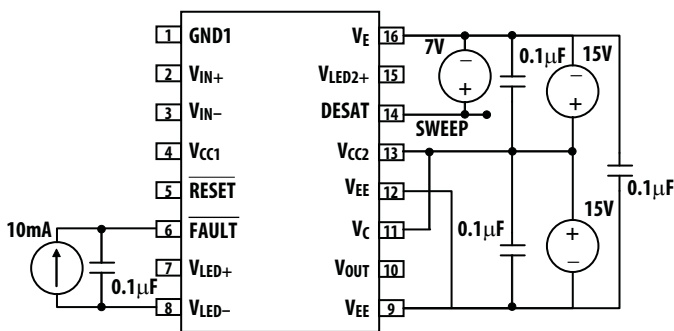 1 GND1
2 VIN+
3 VIN−
4 VCC1
5 RESET
6 FAULT
7 VLED+
8 VLED−
VE 16
VLED2+ 15
DESAT 14
VCC2 13
VEE 12
VC 11
VOUT 10
VEE 9
10mA
0.1µF
7V
−
+
SWEEP
0.1µF
15V
−
+
0.1µF
0.1µF
15V
+
−